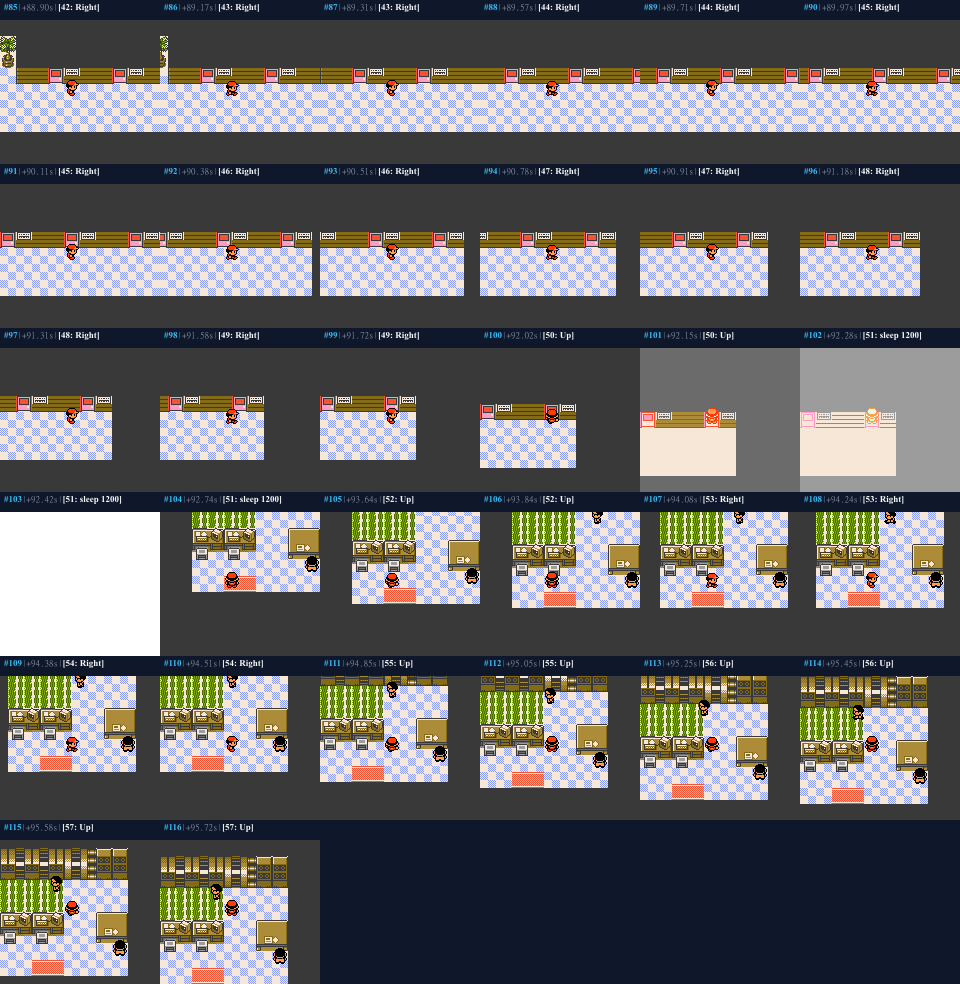 #85|+88.90s|[42: Right]
#86|+89.17s|[43: Right]
#87|+89.31s|[43: Right]
#88|+89.57s|[44: Right]
#89|+89.71s|[44: Right]
#90|+89.97s|[45: Right]
#91|+90.11s|[45: Right]
#92|+90.38s|[46: Right]
#93|+90.51s|[46: Right]
#94|+90.78s|[47: Right]
#95|+90.91s|[47: Right]
#96|+91.18s|[48: Right]
#97|+91.31s|[48: Right]
#98|+91.58s|[49: Right]
#99|+91.72s|[49: Right]
#100|+92.02s|[50: Up]
#101|+92.15s|[50: Up]
#102|+92.28s|[51: sleep 1200]
#103|+92.42s|[51: sleep 1200]
#104|+92.74s|[51: sleep 1200]
#105|+93.64s|[52: Up]
#106|+93.84s|[52: Up]
#107|+94.08s|[53: Right]
#108|+94.24s|[53: Right]
#109|+94.38s|[54: Right]
#110|+94.51s|[54: Right]
#111|+94.85s|[55: Up]
#112|+95.05s|[55: Up]
#113|+95.25s|[56: Up]
#114|+95.45s|[56: Up]
#115|+95.58s|[57: Up]
#116|+95.72s|[57: Up]